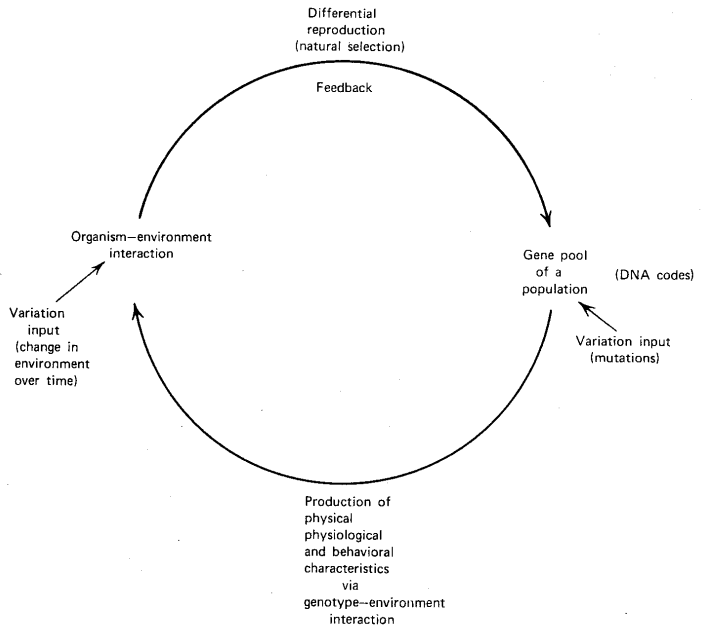 Differential
reproduction
(natural selection)
Feedback
Organism—environment
interaction
Gene pool
of a
population
(DNA codes)
Variation
input
(change in
environment
over time)
Variation input
(mutations)
Production of
physical
physiological
and behavioral
characteristics
via
genotype—environment
interaction